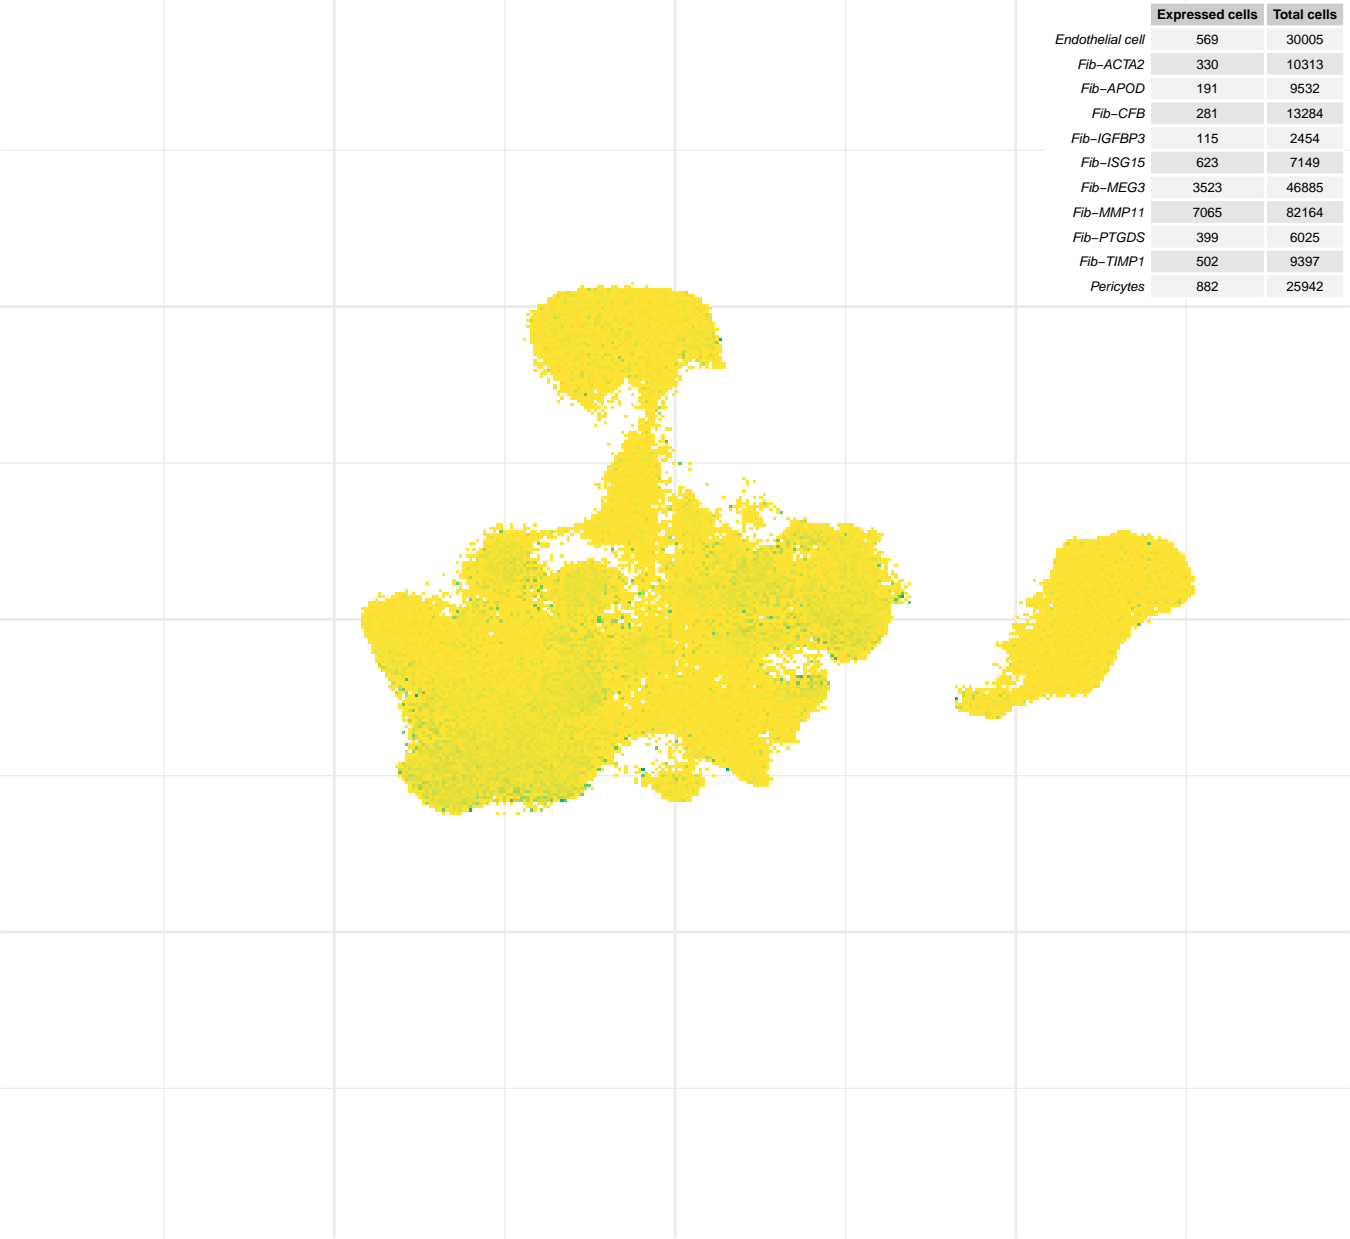 Expressed cells Total cells
Endothelial cell 569 30005
Fib−ACTA2 330 10313
Fib−APOD 191 9532
Fib−CFB 281 13284
Fib−IGFBP3 115 2454
Fib−ISG15 623 7149
Fib−MEG3 3523 46885
Fib−MMP11 7065 82164
Fib−PTGDS 399 6025
Fib−TIMP1 502 9397
Pericytes 882 25942